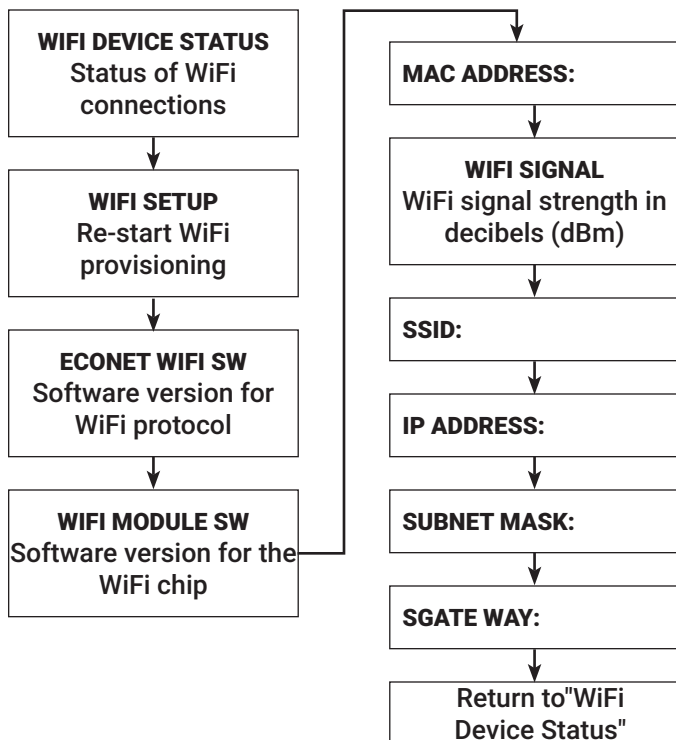 WIFI DEVICE STATUS
Status of WiFi
connections
WIFI SETUP
Re-start WiFi
provisioning
ECONET WIFI SW
Software version for
WiFi protocol
WIFI MODULE SW
Software version for the
WiFi chip
MAC ADDRESS:
WIFI SIGNAL
WiFi signal strength in
decibels (dBm)
SSID:
IP ADDRESS:
SUBNET MASK:
SGATE WAY:
Return to"WiFi
Device Status"